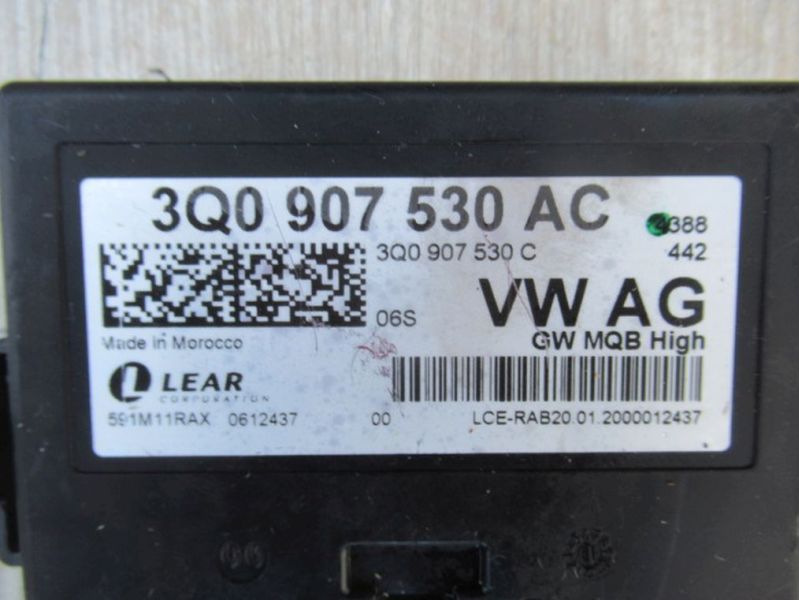 3Q0 907 530 AC
4388
3Q0 907 530 C
442
06S
VW AG
GW MQB High
Made in Morocco
LEAR
CORPORATION
591M11RAX 0612437 00 LCE-RAB20.01.2000012437